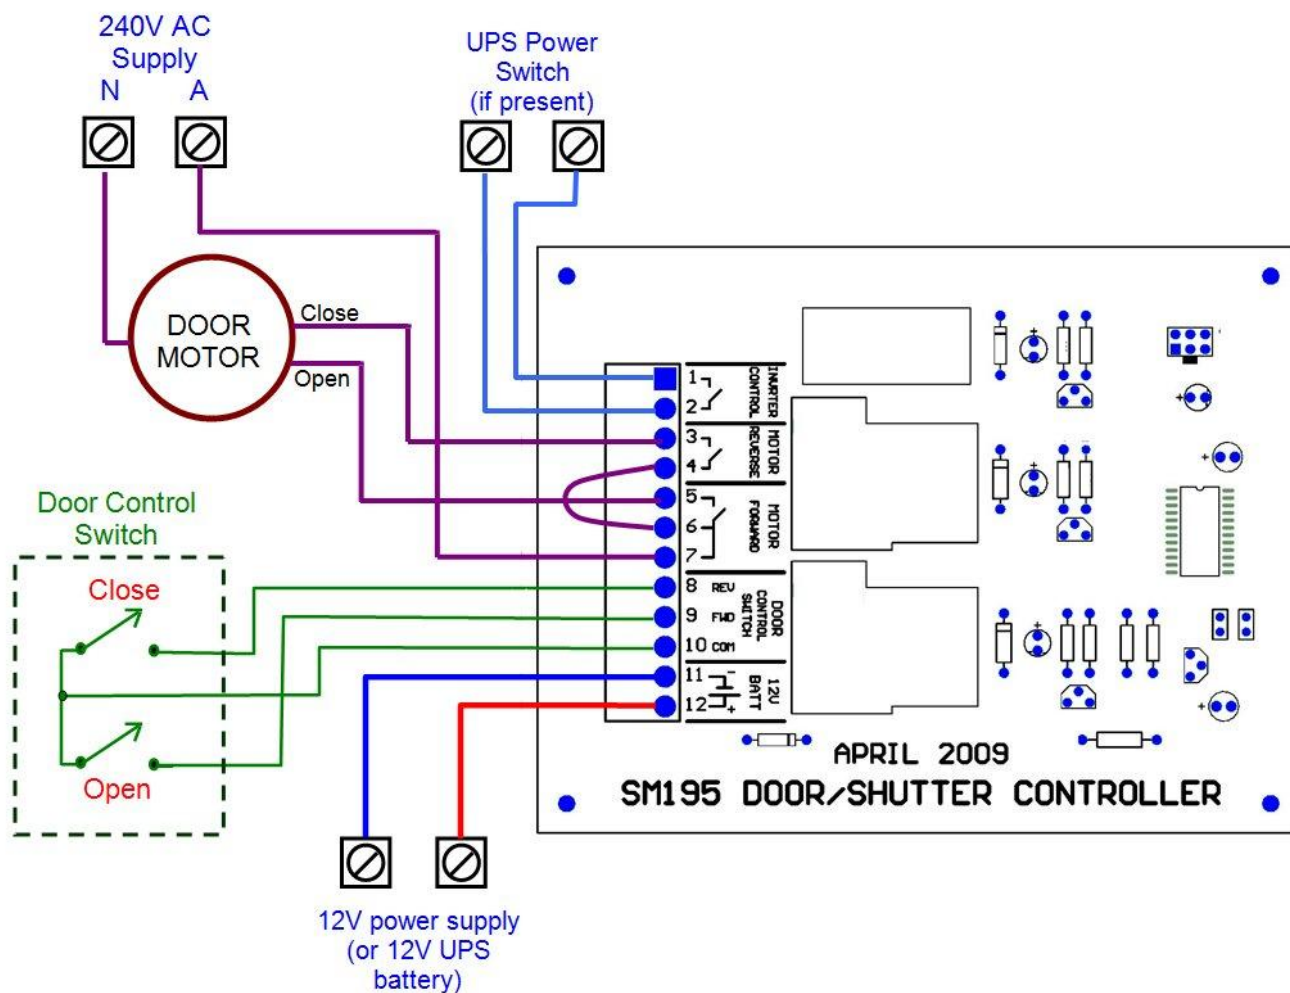 240V AC
Supply
N A
UPS Power
Switch
(if present)
DOOR
MOTOR
Close
Open
Door Control
Switch
Close
Open
1
2
INVRTER
CONTROL
3
4
MOTOR
REVERSE
5
6
7
MOTOR
FORWARD
8 REV
9 FWD
10 COM
DOOR
CONTROL
SWITCH
11 -
12 +
12V
BATT
+
+
+
+
+
+
APRIL 2009
SM195 DOOR/SHUTTER CONTROLLER
12V power supply
(or 12V UPS
battery)